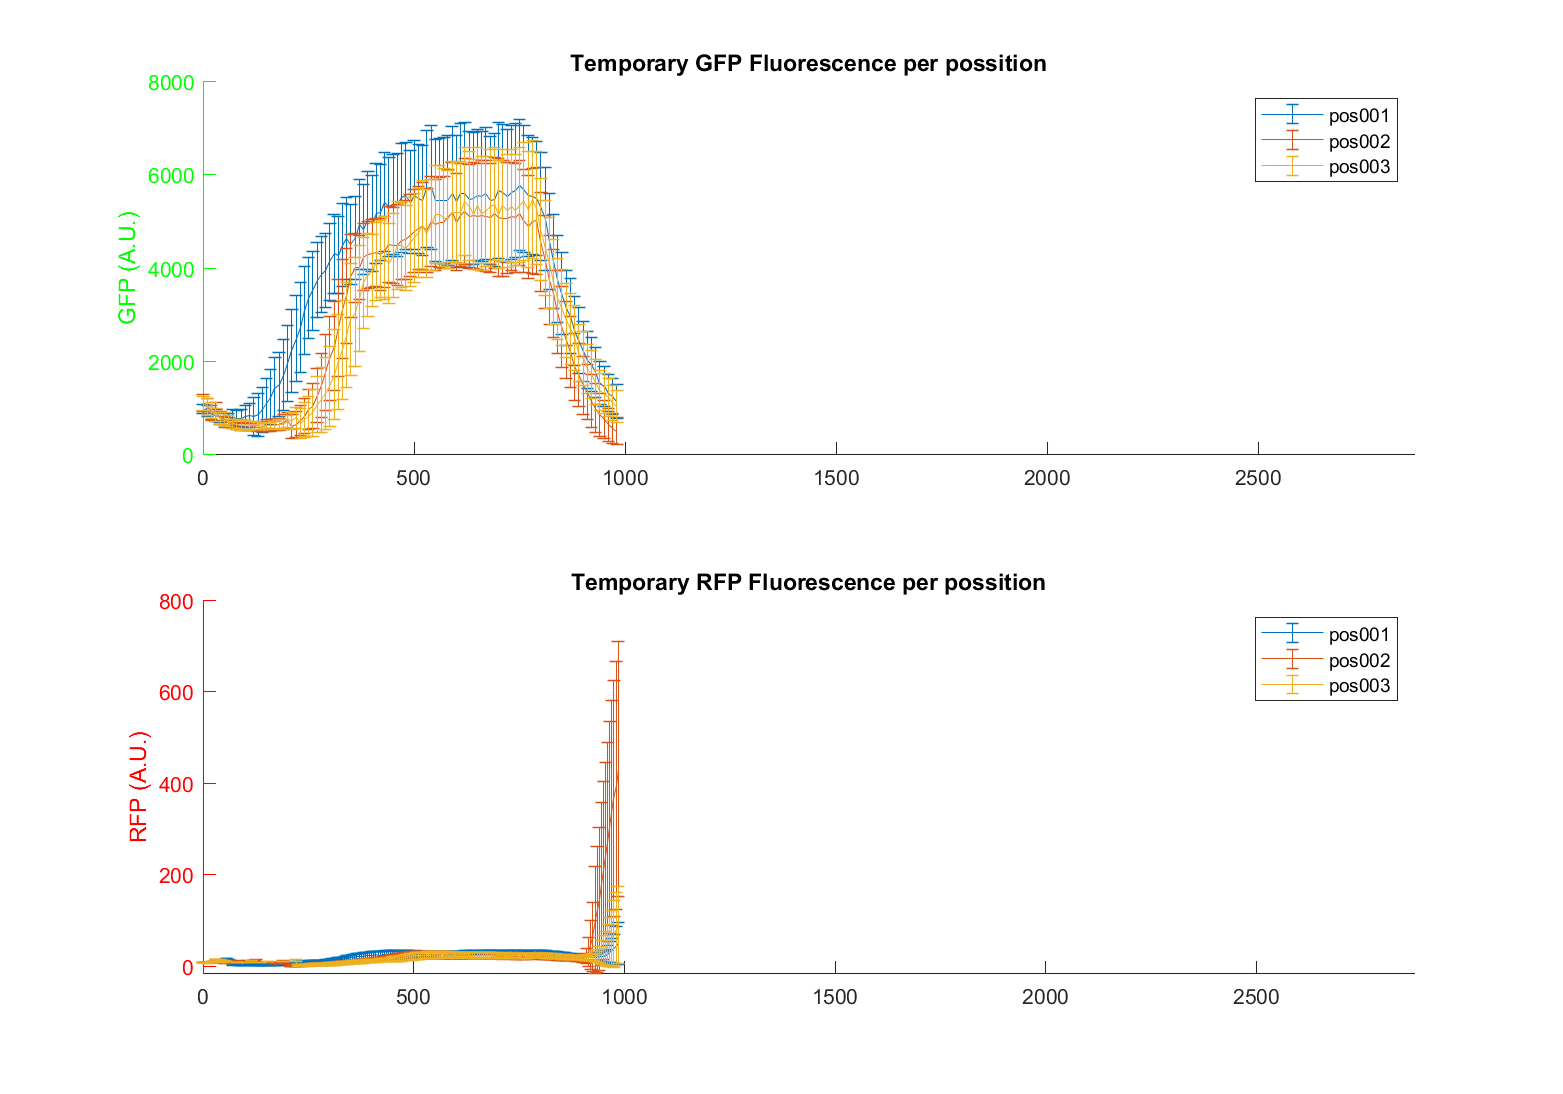 Temporary GFP Fluorescence per possition
8000
6000
4000
2000
0
GFP (A.U.)
0 500 1000 1500 2000 2500
pos001
pos002
pos003
Temporary RFP Fluorescence per possition
800
600
400
200
0
RFP (A.U.)
0 500 1000 1500 2000 2500
pos001
pos002
pos003